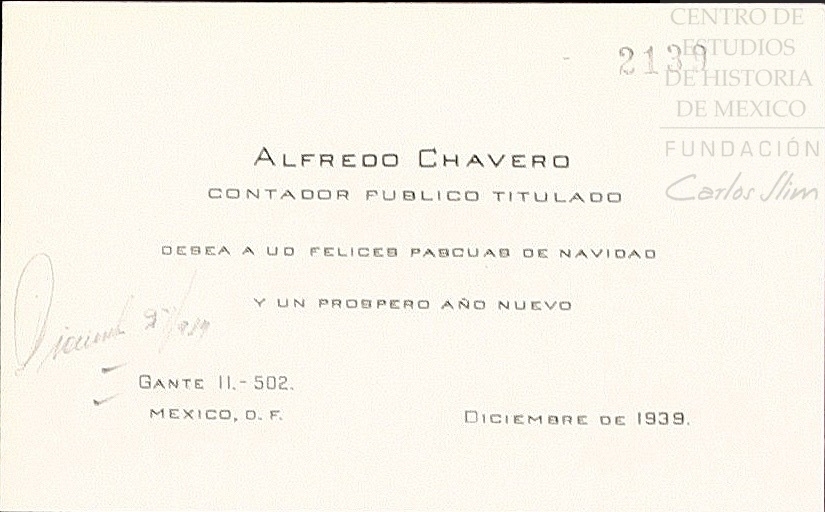 CENTRO DE
ESTUDIOS
DE HISTORIA
DE MEXICO
FUNDACIÓN
Carlos Slim
2139
ALFREDO CHAVERO
CONTADOR PUBLICO TITULADO
DESEA A UD FELICES PASCUAS DE NAVIDAD
Y UN PROSPERO AÑO NUEVO
GANTE 11.-502.
MEXICO, D. F.
DICIEMBRE DE 1939.